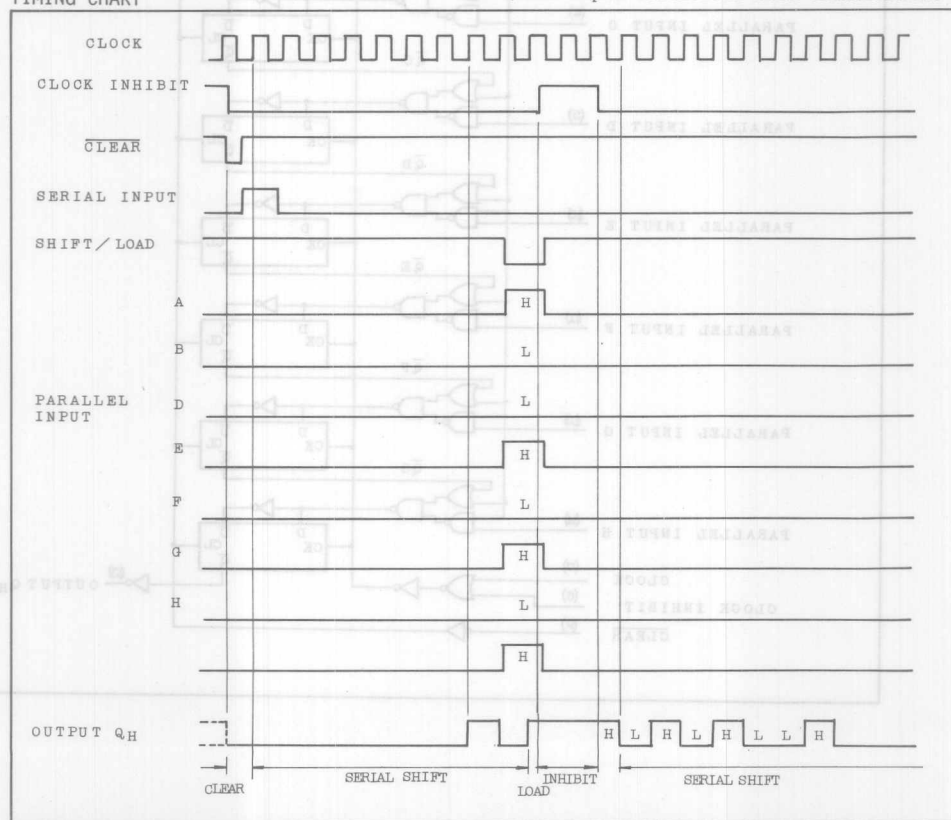 TIMING CHART
CLOCK
CLOCK INHIBIT
CLEAR
SERIAL INPUT
SHIFT/LOAD
A
H
B
L
PARALLEL
INPUT
D
L
E
H
F
L
G
H
H
L
H
OUTPUT QH
H L H L H L L H
CLEAR
SERIAL SHIFT
LOAD
INHIBIT
SERIAL SHIFT